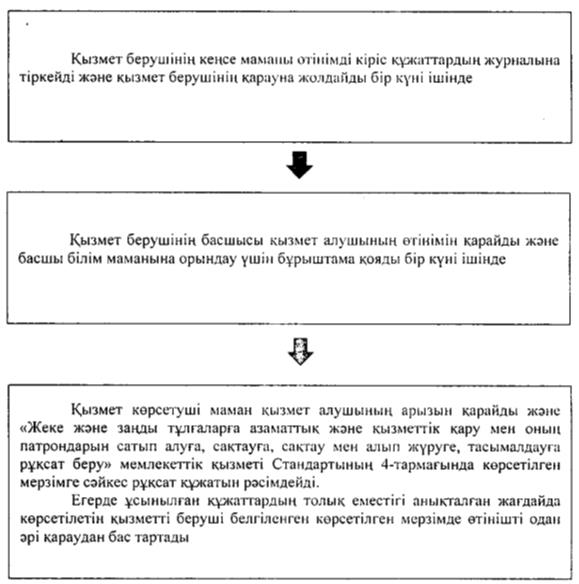 Қызмет берушінің кеңсе маманы отінімді кіріс құжаттардың журналына
тіркейді және қызмет берушінің қарауна жолдайды бір күні ішінде
Қызмет берушінің басшысы қызмет алушының өтінімін қарайды және
басшы білім маманына орындау үшін бұрыштама қояды бір күні ішінде
Қызмет көрсетуші маман қызмет алушының арызын қарайды және
«Жеке және заңды тұлғаларға азаматтық және қызметтік қару мен оның
патрондарын сатып алуға, сақтауға, сақтау мен алып жүруге, тасымалдауға
рұқсат беру» мемлекеттік қызметі Стандартының 4-тармағында көрсетілген
мерзімге сәйкес рұқсат құжатын рәсімдейді.
Егерде ұсынылған құжаттардың толық еместігі анықталған жағдайда
көрсетілетін қызметті беруші белгіленген көрсетілген мерзімде өтінішті одан
әрі қараудан бас тартады